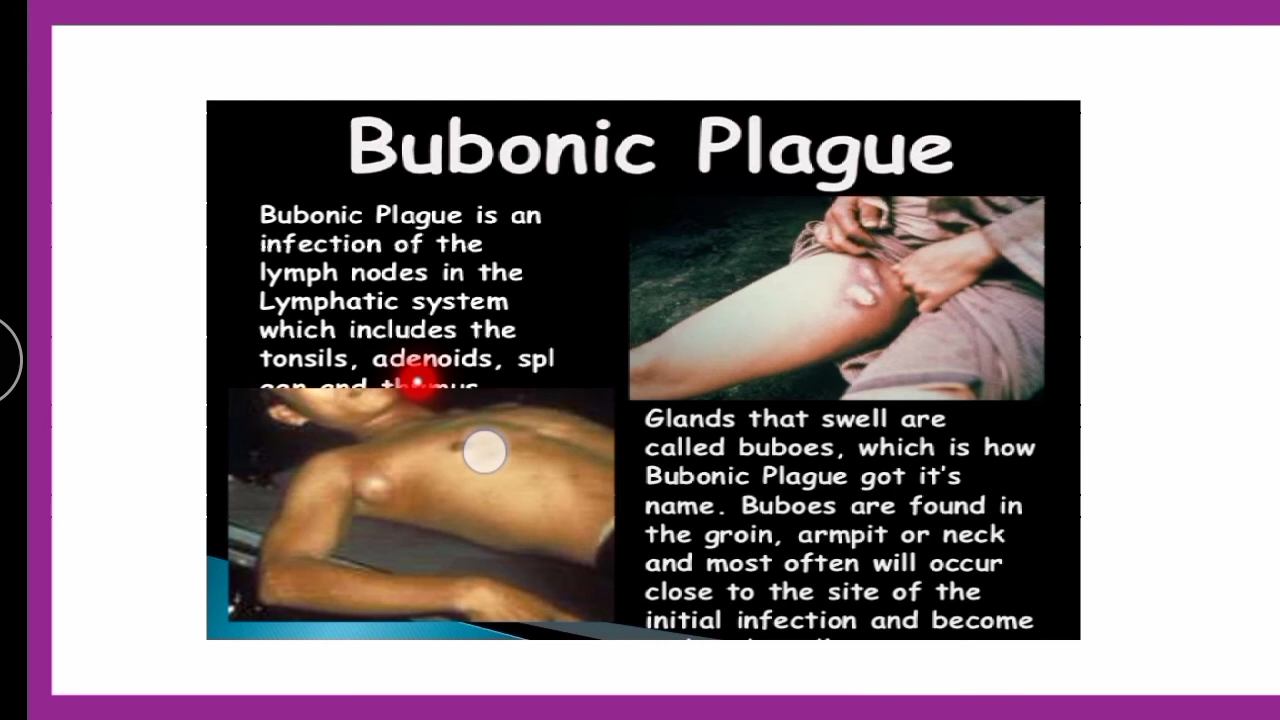 Bubonic Plague
Bubonic Plague is an
infection of the
lymph nodes in the
Lymphatic system
which includes the
tonsils, adenoids, spl
een and thymus
Glands that swell are
called buboes, which is how
Bubonic Plague got it's
name. Buboes are found in
the groin, armpit or neck
and most often will occur
close to the site of the
initial infection and become